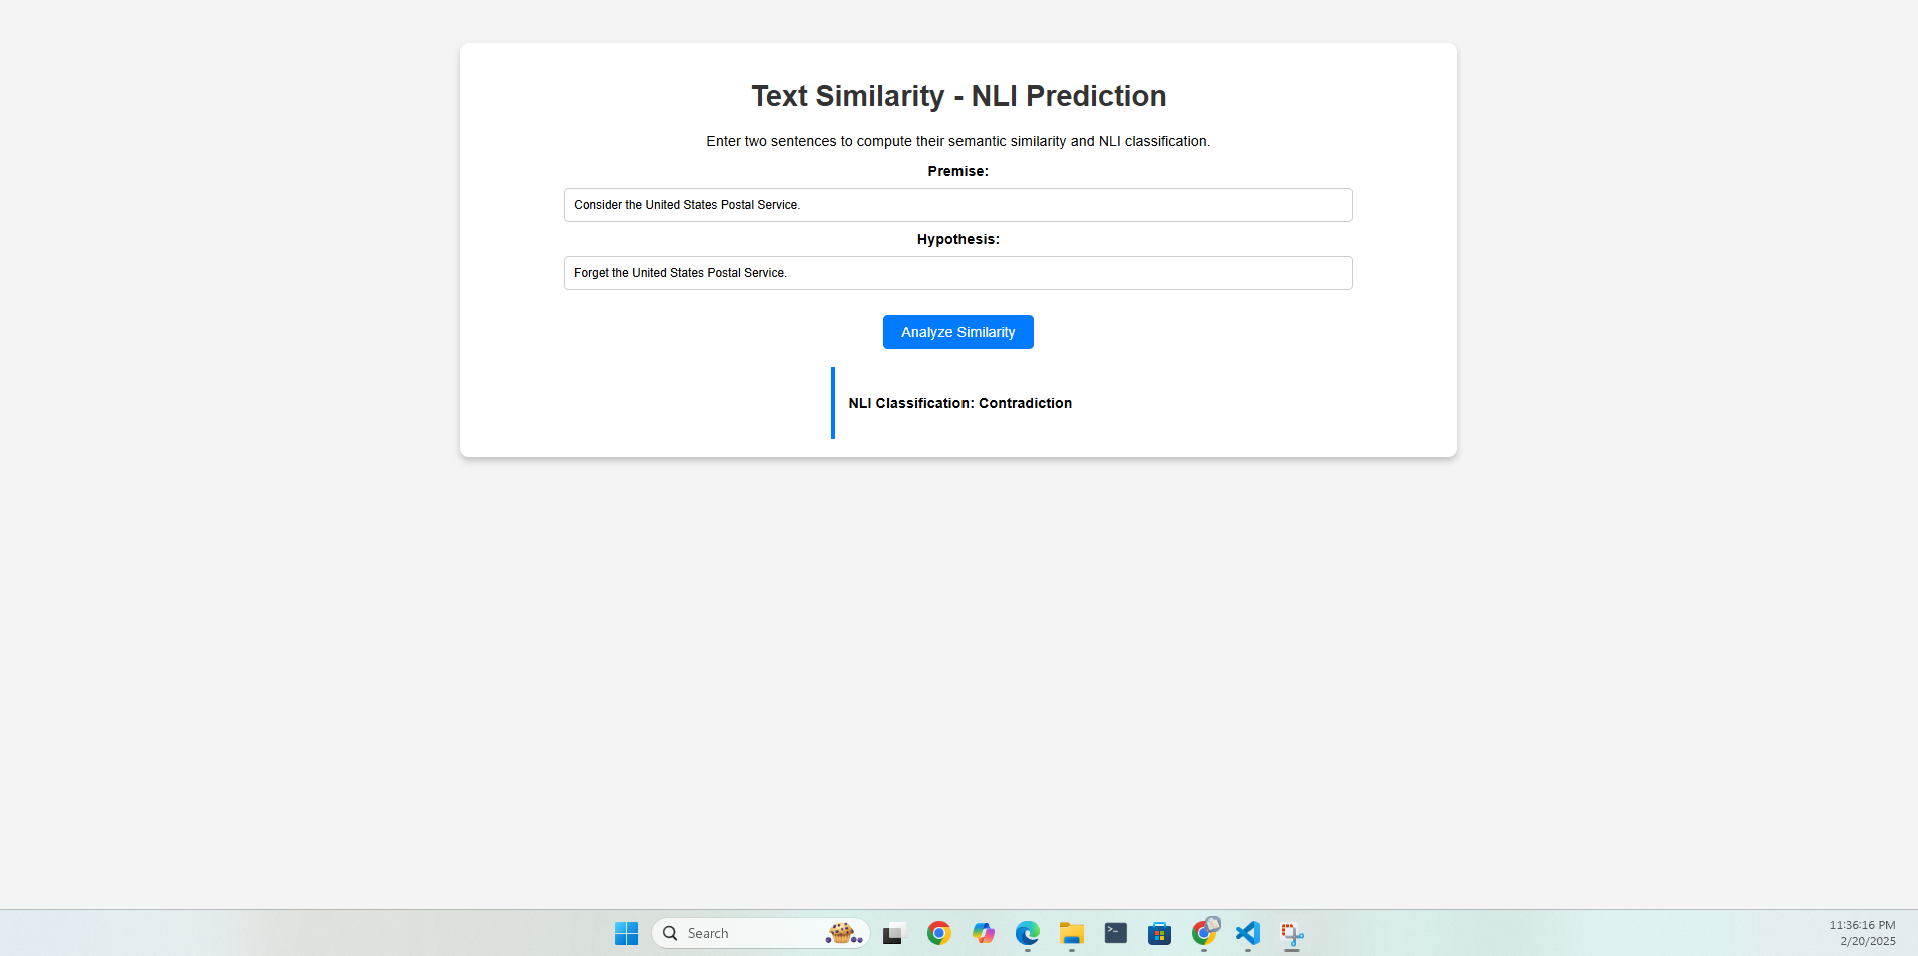 Text Similarity - NLI Prediction
Enter two sentences to compute their semantic similarity and NLI classification.
Premise:
Consider the United States Postal Service.
Hypothesis:
Forget the United States Postal Service.
Analyze Similarity
NLI Classification: Contradiction
Search
11:36:16 PM
2/20/2025